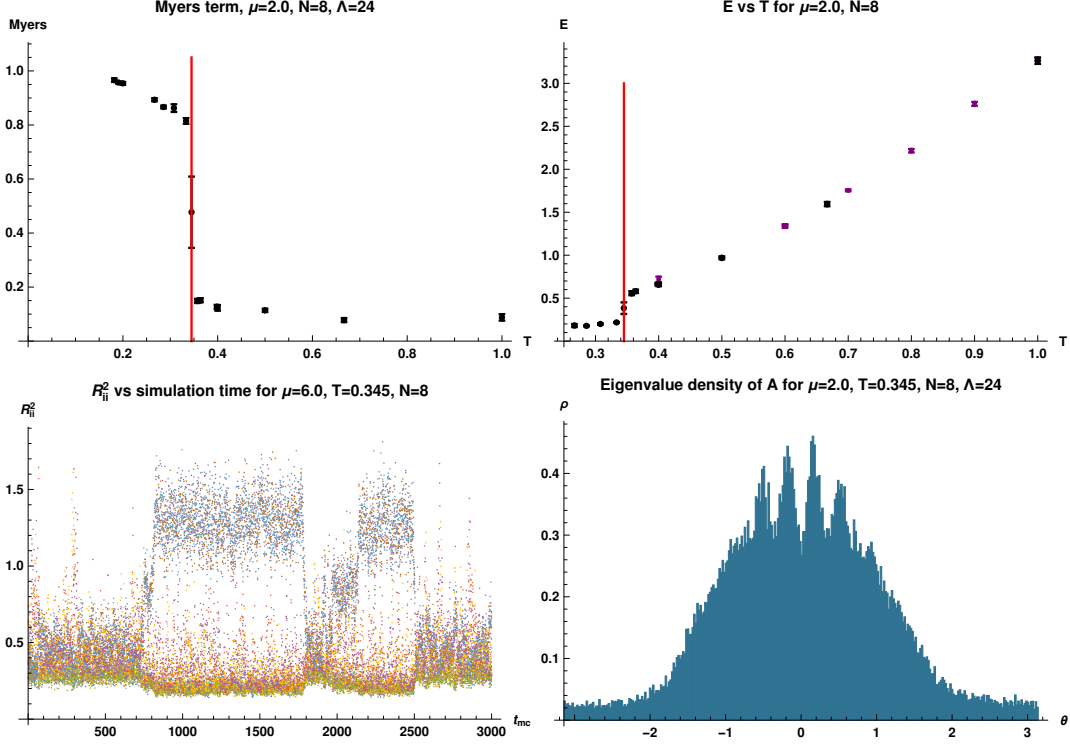 Myers term, μ=2.0, N=8, Λ=24
Myers
1.0
0.8
0.6
0.4
0.2
0.2 0.4 0.6 0.8 1.0
T
E vs T for μ=2.0, N=8
E
3.0
2.5
2.0
1.5
1.0
0.5
0.3 0.4 0.5 0.6 0.7 0.8 0.9 1.0
T
R²ᵢᵢ vs simulation time for μ=6.0, T=0.345, N=8
R²ᵢᵢ
1.5
1.0
0.5
500 1000 1500 2000 2500 3000
tₘc
Eigenvalue density of A for μ=2.0, T=0.345, N=8, Λ=24
ρ
0.4
0.3
0.2
0.1
-2 -1 0 1 2 3
θ